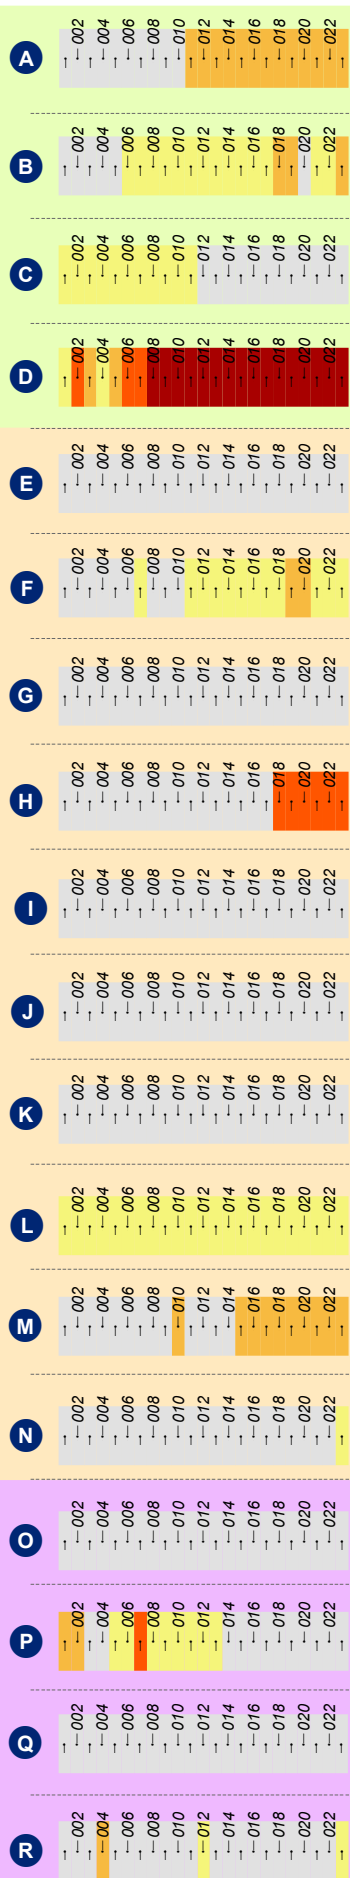 002 004 006 008 010 012 014 016 018 020 022
A ↑ ↓ ↑ ↓ ↑ ↓ ↑ ↓ ↑ ↓ ↑ ↓ ↑ ↓ ↑ ↓ ↑ ↓ ↑ ↓ ↑ ↓ ↑
002 004 006 008 010 012 014 016 018 020 022
B ↑ ↓ ↑ ↓ ↑ ↓ ↑ ↓ ↑ ↓ ↑ ↓ ↑ ↓ ↑ ↓ ↑ ↓ ↑ ↓ ↑ ↓ ↑
002 004 006 008 010 012 014 016 018 020 022
C ↑ ↓ ↑ ↓ ↑ ↓ ↑ ↓ ↑ ↓ ↑ ↓ ↑ ↓ ↑ ↓ ↑ ↓ ↑ ↓ ↑ ↓ ↑
002 004 006 008 010 012 014 016 018 020 022
D ↑ ↓ ↑ ↓ ↑ ↓ ↑ ↓ ↑ ↓ ↑ ↓ ↑ ↓ ↑ ↓ ↑ ↓ ↑ ↓ ↑ ↓ ↑
002 004 006 008 010 012 014 016 018 020 022
E ↑ ↓ ↑ ↓ ↑ ↓ ↑ ↓ ↑ ↓ ↑ ↓ ↑ ↓ ↑ ↓ ↑ ↓ ↑ ↓ ↑ ↓ ↑
002 004 006 008 010 012 014 016 018 020 022
F ↑ ↓ ↑ ↓ ↑ ↓ ↑ ↓ ↑ ↓ ↑ ↓ ↑ ↓ ↑ ↓ ↑ ↓ ↑ ↓ ↑ ↓ ↑
002 004 006 008 010 012 014 016 018 020 022
G ↑ ↓ ↑ ↓ ↑ ↓ ↑ ↓ ↑ ↓ ↑ ↓ ↑ ↓ ↑ ↓ ↑ ↓ ↑ ↓ ↑ ↓ ↑
002 004 006 008 010 012 014 016 018 020 022
H ↑ ↓ ↑ ↓ ↑ ↓ ↑ ↓ ↑ ↓ ↑ ↓ ↑ ↓ ↑ ↓ ↑ ↓ ↑ ↓ ↑ ↓ ↑
002 004 006 008 010 012 014 016 018 020 022
I ↑ ↓ ↑ ↓ ↑ ↓ ↑ ↓ ↑ ↓ ↑ ↓ ↑ ↓ ↑ ↓ ↑ ↓ ↑ ↓ ↑ ↓ ↑
002 004 006 008 010 012 014 016 018 020 022
J ↑ ↓ ↑ ↓ ↑ ↓ ↑ ↓ ↑ ↓ ↑ ↓ ↑ ↓ ↑ ↓ ↑ ↓ ↑ ↓ ↑ ↓ ↑
002 004 006 008 010 012 014 016 018 020 022
K ↑ ↓ ↑ ↓ ↑ ↓ ↑ ↓ ↑ ↓ ↑ ↓ ↑ ↓ ↑ ↓ ↑ ↓ ↑ ↓ ↑ ↓ ↑
002 004 006 008 010 012 014 016 018 020 022
L ↑ ↓ ↑ ↓ ↑ ↓ ↑ ↓ ↑ ↓ ↑ ↓ ↑ ↓ ↑ ↓ ↑ ↓ ↑ ↓ ↑ ↓ ↑
002 004 006 008 010 012 014 016 018 020 022
M ↑ ↓ ↑ ↓ ↑ ↓ ↑ ↓ ↑ ↓ ↑ ↓ ↑ ↓ ↑ ↓ ↑ ↓ ↑ ↓ ↑ ↓ ↑
002 004 006 008 010 012 014 016 018 020 022
N ↑ ↓ ↑ ↓ ↑ ↓ ↑ ↓ ↑ ↓ ↑ ↓ ↑ ↓ ↑ ↓ ↑ ↓ ↑ ↓ ↑ ↓ ↑
002 004 006 008 010 012 014 016 018 020 022
O ↑ ↓ ↑ ↓ ↑ ↓ ↑ ↓ ↑ ↓ ↑ ↓ ↑ ↓ ↑ ↓ ↑ ↓ ↑ ↓ ↑ ↓ ↑
002 004 006 008 010 012 014 016 018 020 022
P ↑ ↓ ↑ ↓ ↑ ↓ ↑ ↓ ↑ ↓ ↑ ↓ ↑ ↓ ↑ ↓ ↑ ↓ ↑ ↓ ↑ ↓ ↑
002 004 006 008 010 012 014 016 018 020 022
Q ↑ ↓ ↑ ↓ ↑ ↓ ↑ ↓ ↑ ↓ ↑ ↓ ↑ ↓ ↑ ↓ ↑ ↓ ↑ ↓ ↑ ↓ ↑
002 004 006 008 010 012 014 016 018 020 022
R ↑ ↓ ↑ ↓ ↑ ↓ ↑ ↓ ↑ ↓ ↑ ↓ ↑ ↓ ↑ ↓ ↑ ↓ ↑ ↓ ↑ ↓ ↑